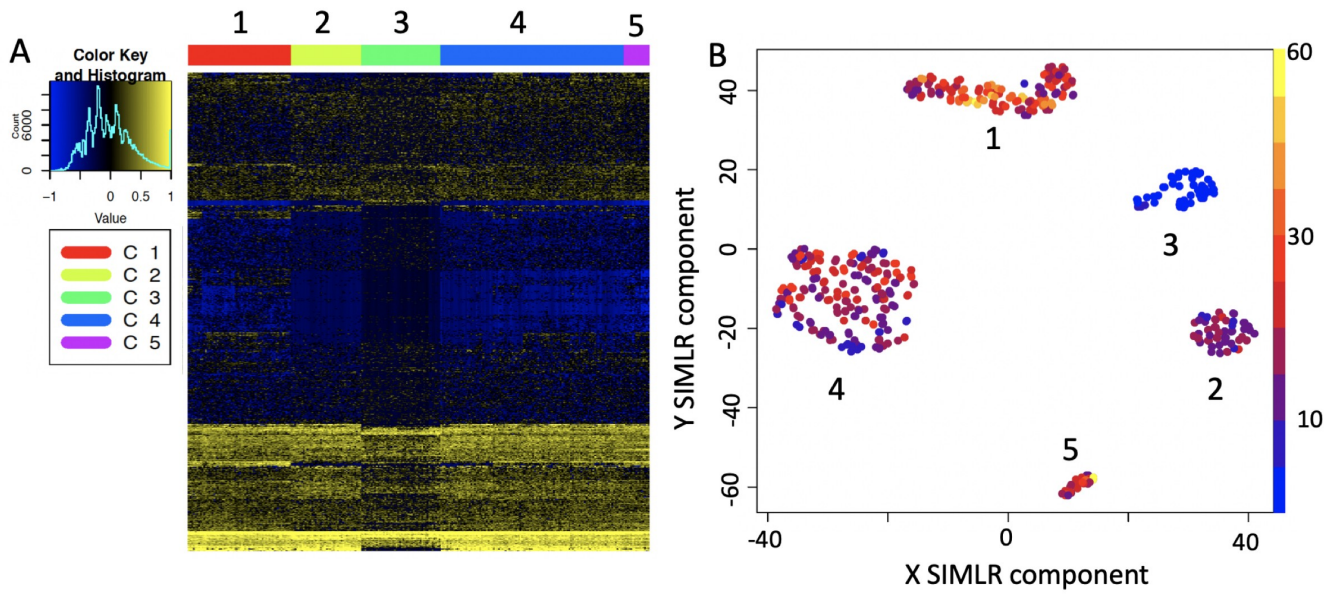 A
1 2 3 4 5
Color Key
and Histogram
Count
0 6000
−1 0 0.5 1
Value
C 1
C 2
C 3
C 4
C 5
B
40
20
0
-20
-40
-60
Y SIMLR component
-40 0 40
X SIMLR component
1
3
4
2
5
60
30
10